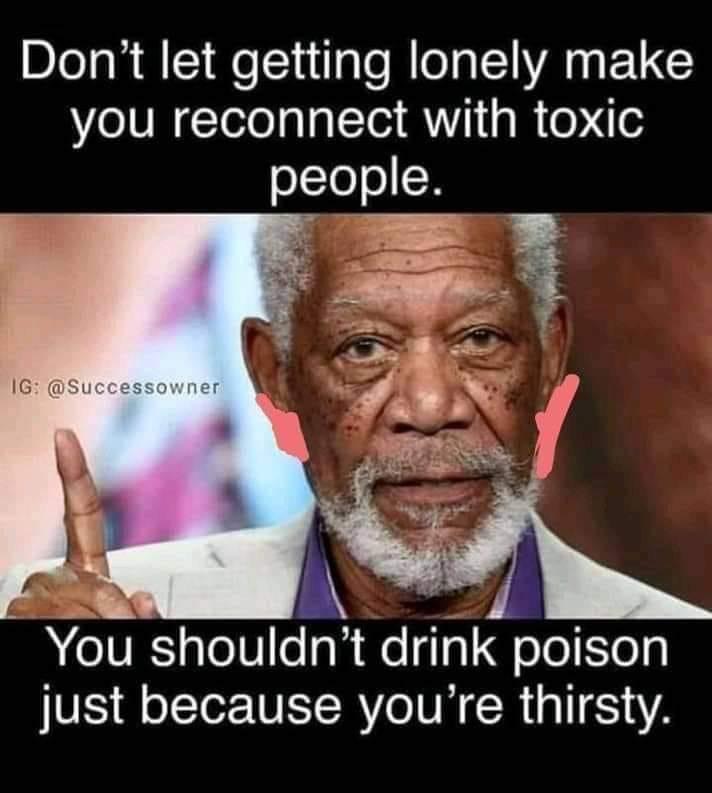 Don’t let getting lonely make
you reconnect with toxic
people.
IG: @Successowner
You shouldn’t drink poison
just because you’re thirsty.